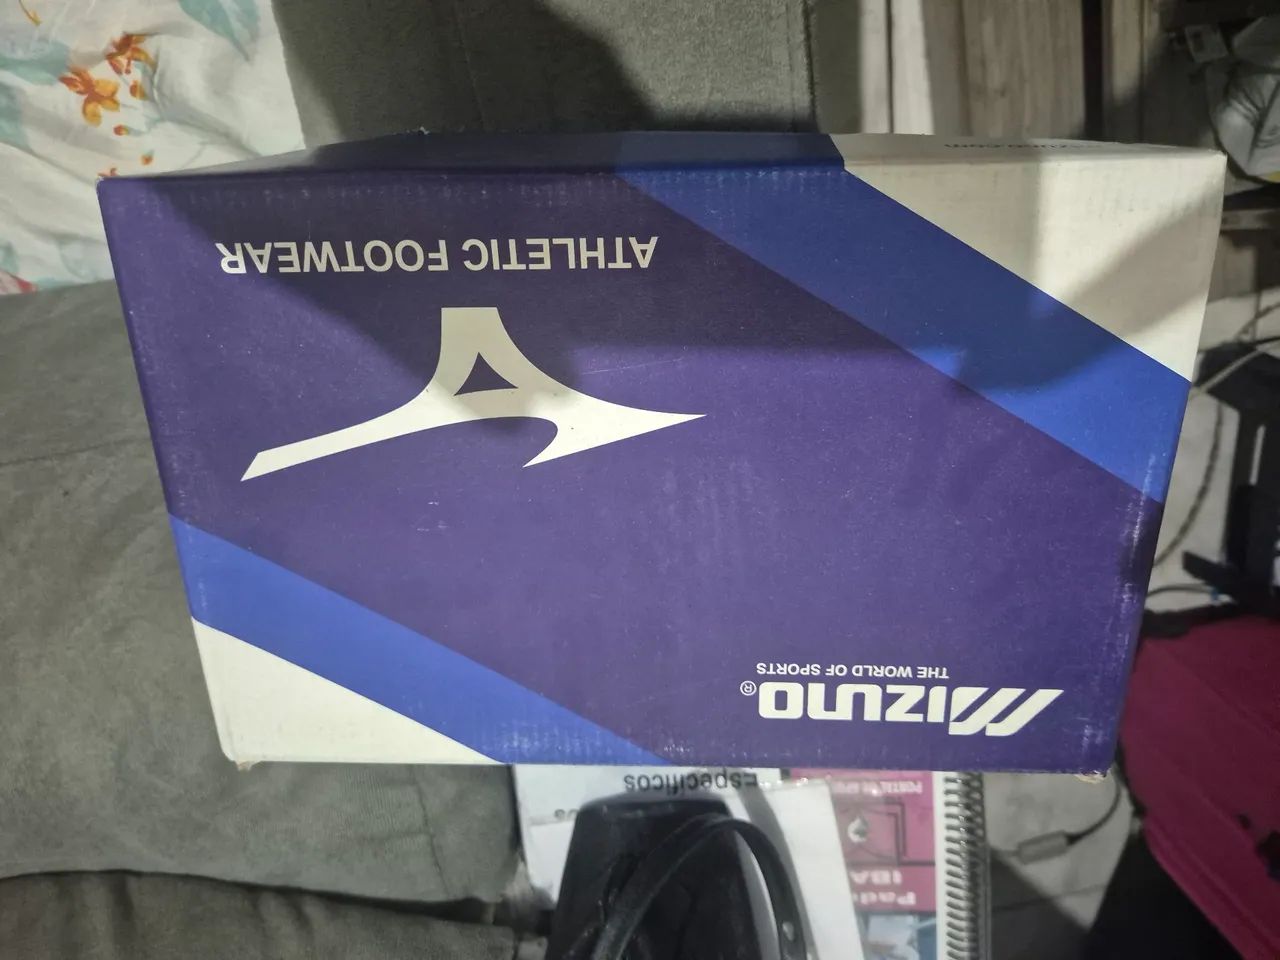 MIZUNO®
THE WORLD OF SPORTS
ATHLETIC FOOTWEAR
Específicos